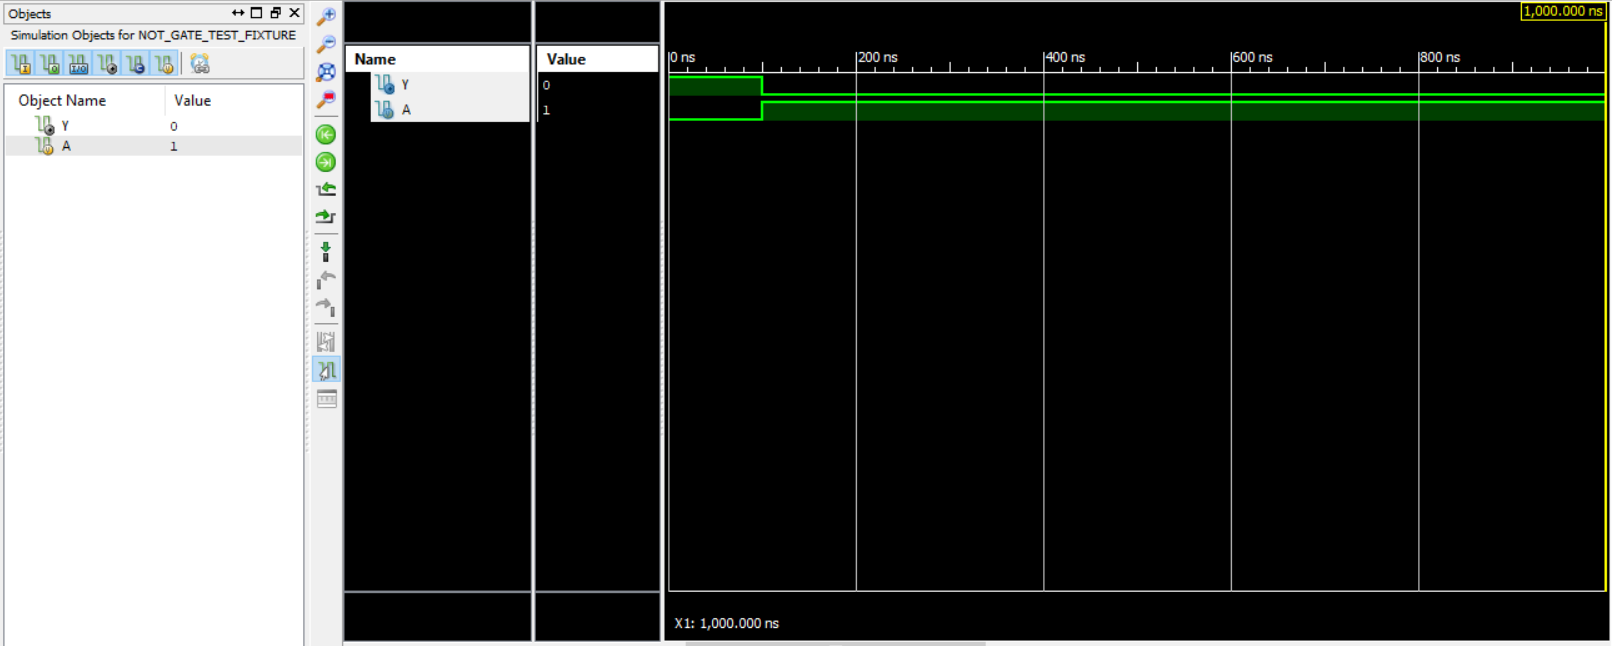 Objects
Simulation Objects for NOT_GATE_TEST_FIXTURE
Object Name Value
Y 0
A 1
Name Value
Y 0
A 1
1,000.000 ns
0 ns 200 ns 400 ns 600 ns 800 ns
X1: 1,000.000 ns